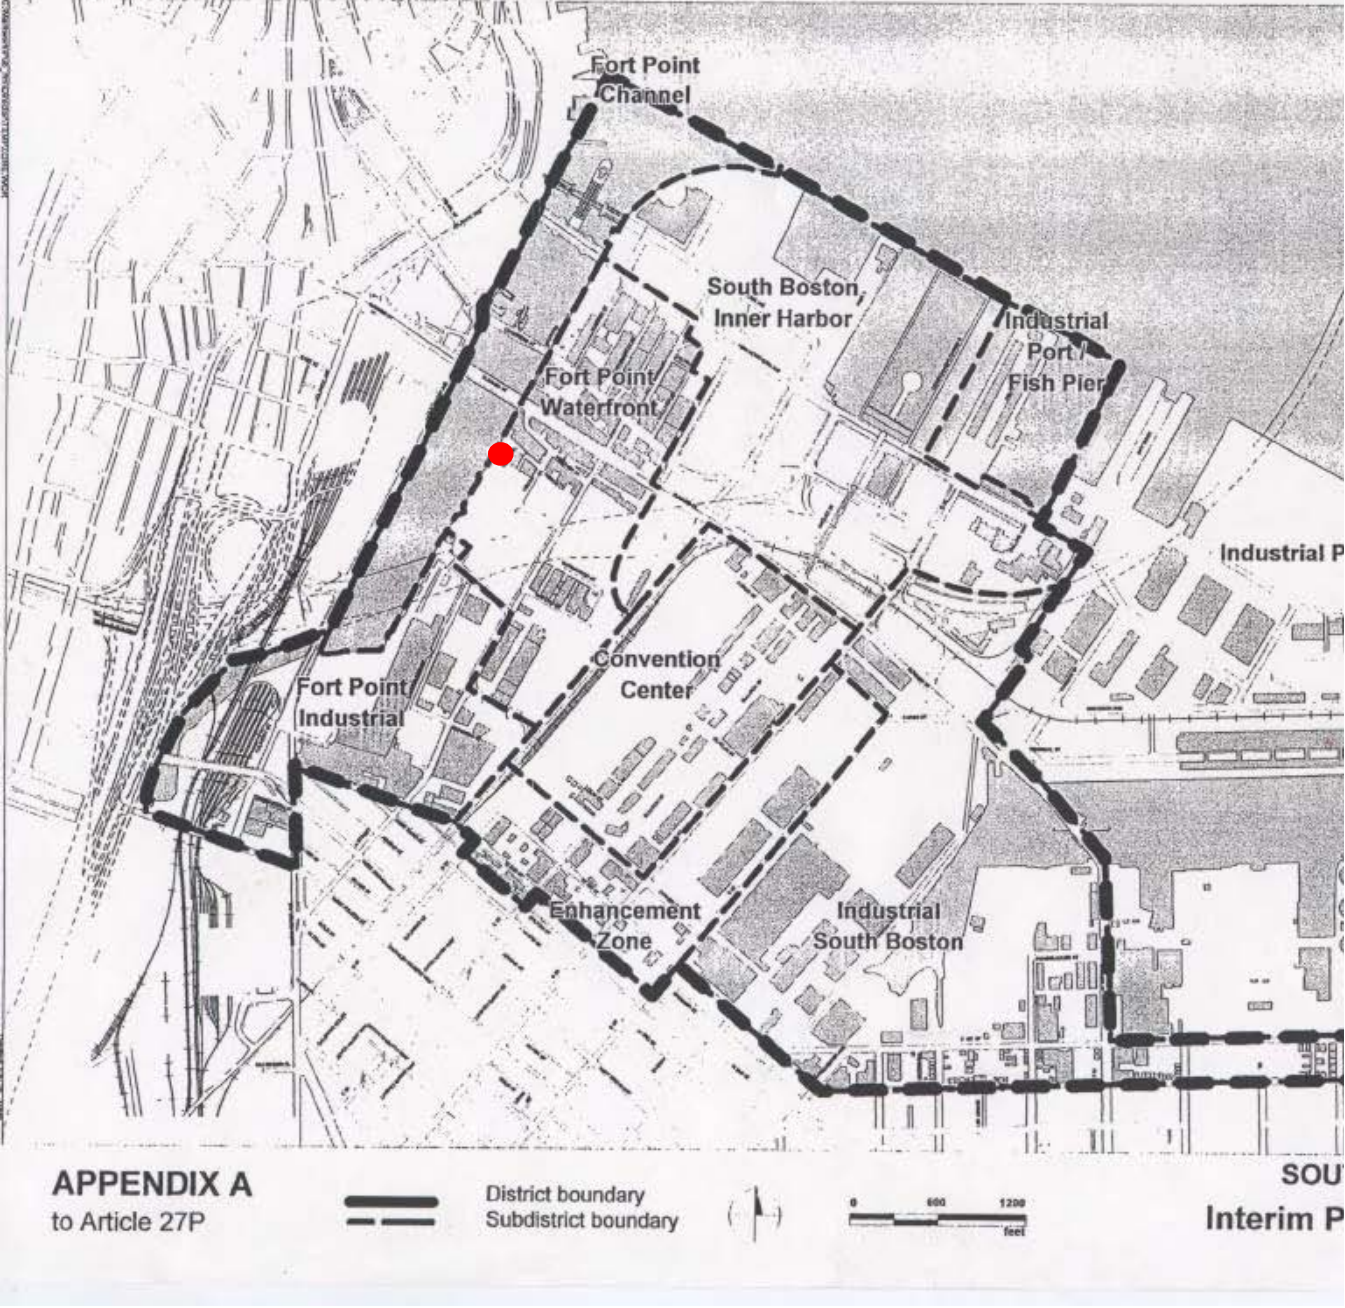 Fort Point
Channel
South Boston
Inner Harbor
Industrial
Port /
Fish Pier
Fort Point
Waterfront
Industrial P
Convention
Center
Fort Point
Industrial
Enhancement
Zone
Industrial
South Boston
APPENDIX A
to Article 27P
District boundary
Subdistrict boundary
0 600 1200
feet
SOU
Interim P